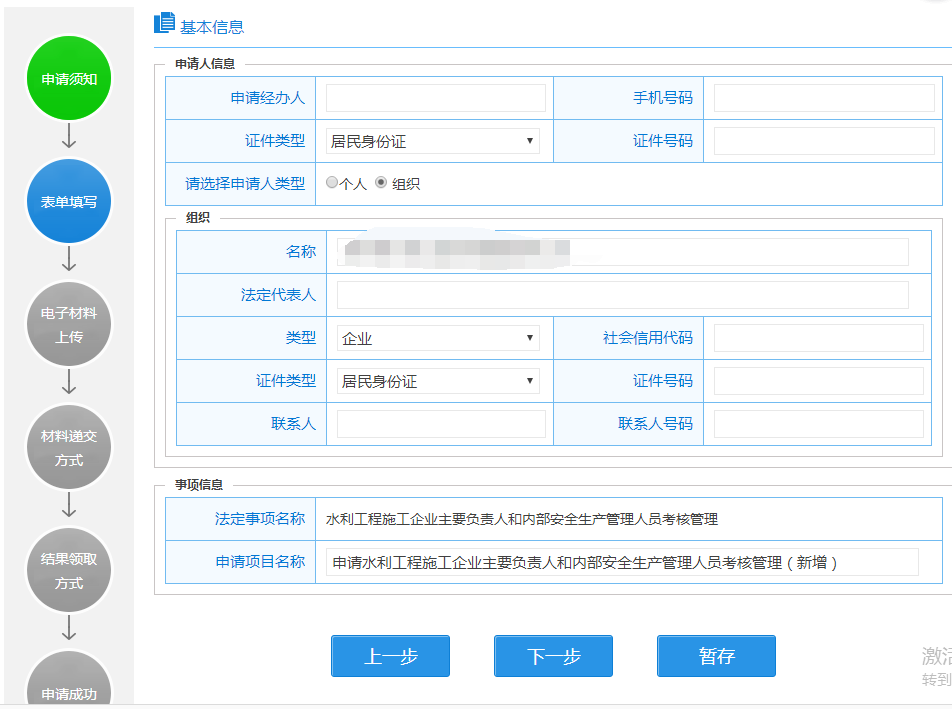 申请须知
表单填写
电子材料
上传
材料递交
方式
结果领取
方式
申请成功
基本信息
申请人信息
申请经办人
手机号码
证件类型
居民身份证
证件号码
请选择申请人类型
个人
组织
组织
名称
法定代表人
类型
企业
社会信用代码
证件类型
居民身份证
证件号码
联系人
联系人号码
事项信息
法定事项名称
水利工程施工企业主要负责人和内部安全生产管理人员考核管理
申请项目名称
申请水利工程施工企业主要负责人和内部安全生产管理人员考核管理（新增）
上一步
下一步
暂存
激活
转到